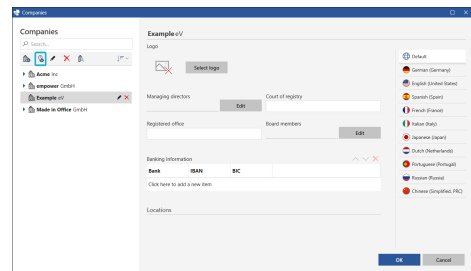 Companies
Companies
Search...
Acme Inc
empower GmbH
Example eV
Made in Office GmbH
Example eV
Logo
Select logo
Managing directors
Edit
Court of registry
Registered office
Board members
Edit
Banking Information
Bank IBAN BIC
Click here to add a new item
Locations
Default
German (Germany)
English (United States)
Spanish (Spain)
French (France)
Italian (Italy)
Japanese (Japan)
Dutch (Netherlands)
Portuguese (Portugal)
Russian (Russia)
Chinese (Simplified, PRC)
OK Cancel